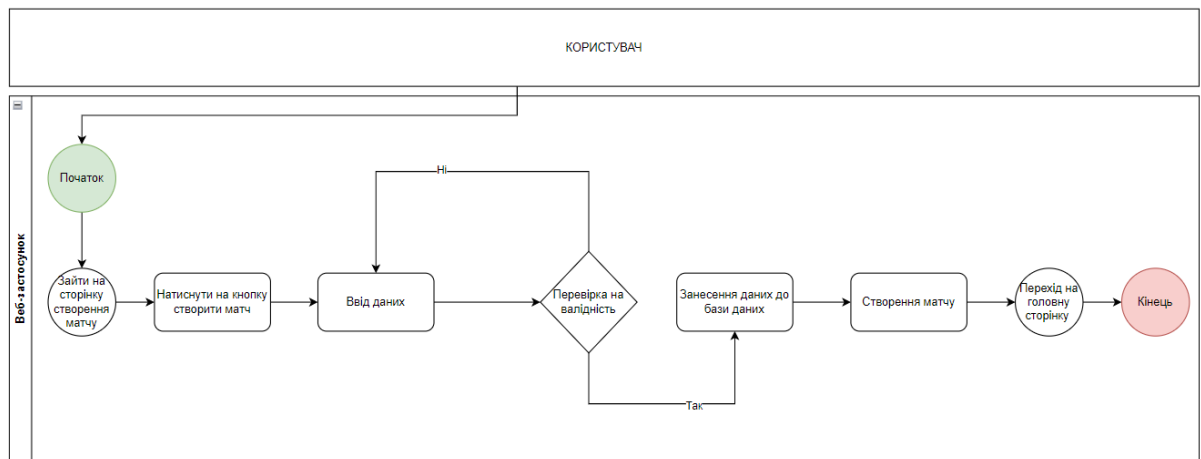 КОРИСТУВАЧ
Веб-застосунок
Початок
Ні
Зайти на
сторінку
створення
матчу
Натиснути на кнопку
створити матч
Ввід даних
Перевірка на
валідність
Занесення даних до
бази даних
Створення матчу
Перехід на
головну
сторінку
Кінець
Так